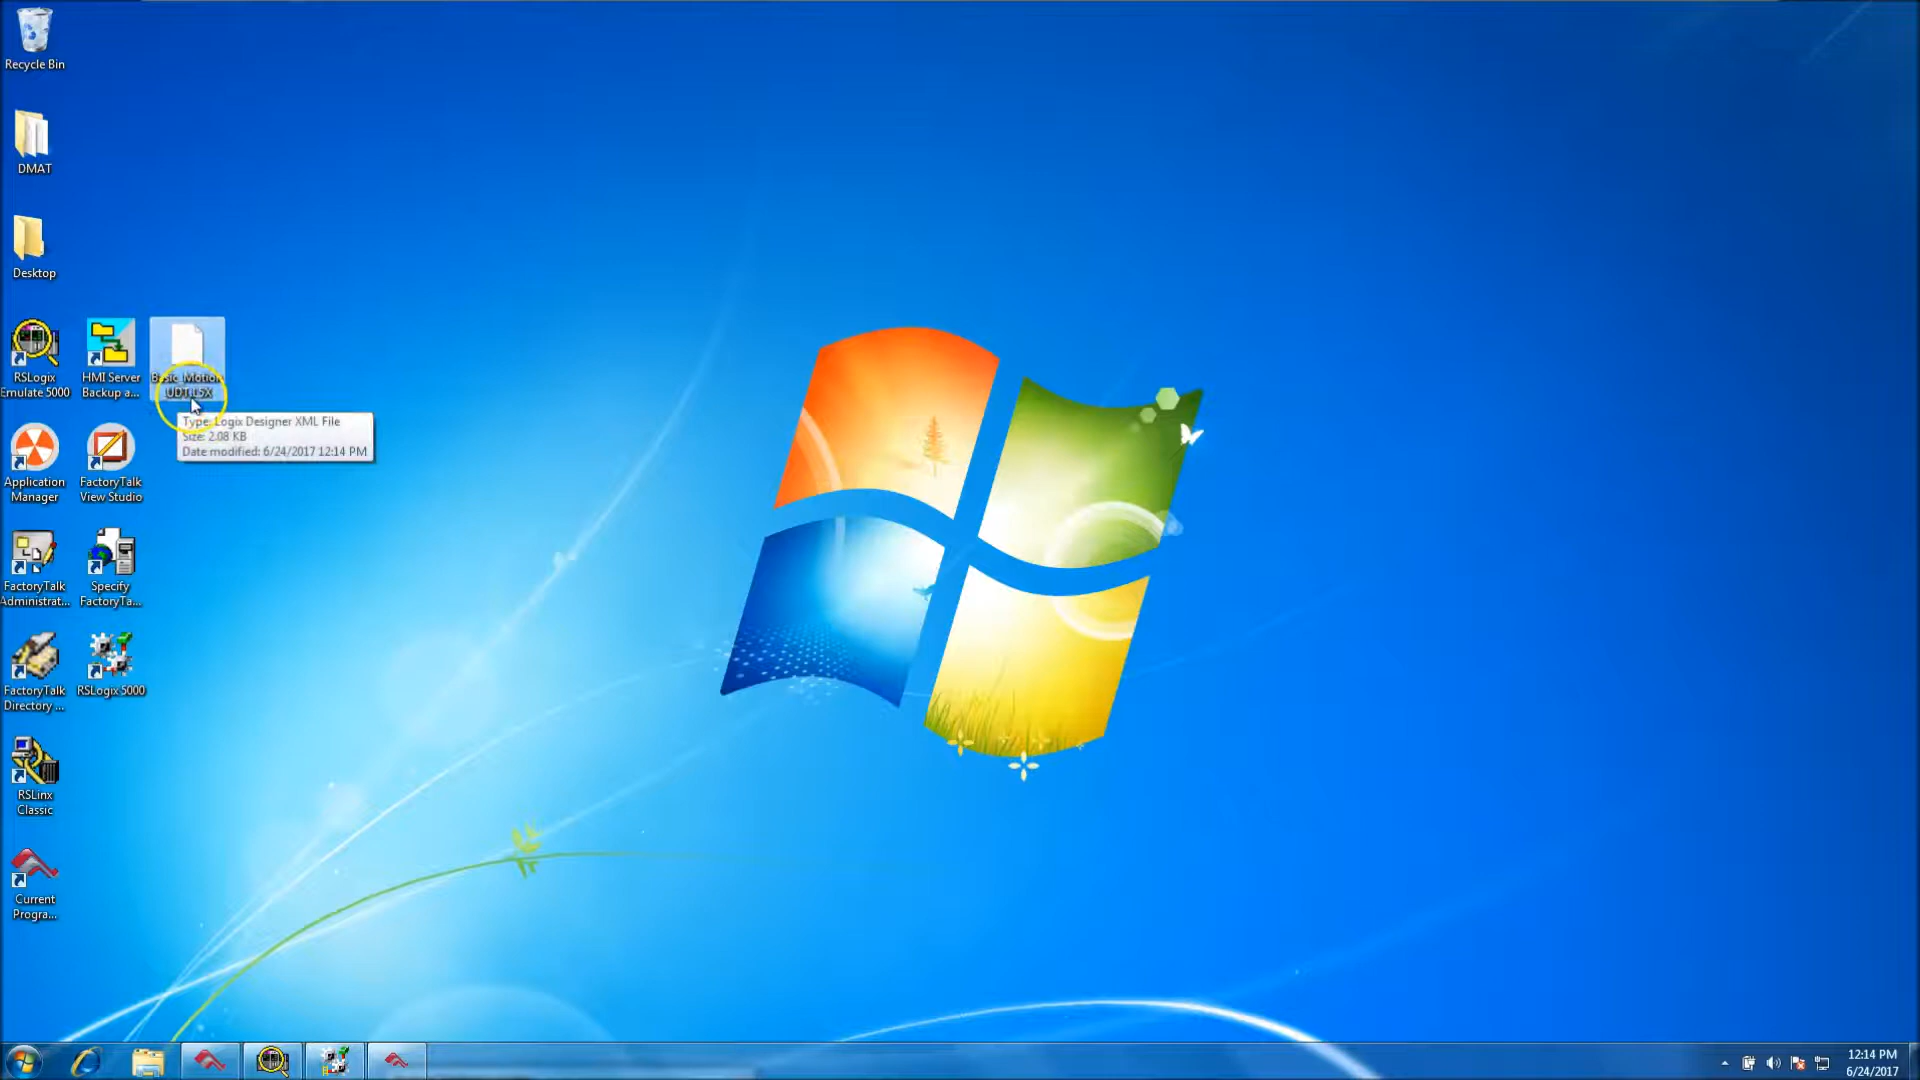 Recycle Bin
DMAT
Desktop
RSLogix
Emulate 5000
HMI Server
Backup a...
Basic_Motion
UDT.L5X
Type: Logix Designer XML File
Size: 2.08 KB
Date modified: 6/24/2017 12:14 PM
Application
Manager
FactoryTalk
View Studio
FactoryTalk
Administrat...
Specify
FactoryTa...
FactoryTalk
Directory ...
RSLogix 5000
RSLinx
Classic
Current
Progra...
12:14 PM
6/24/2017